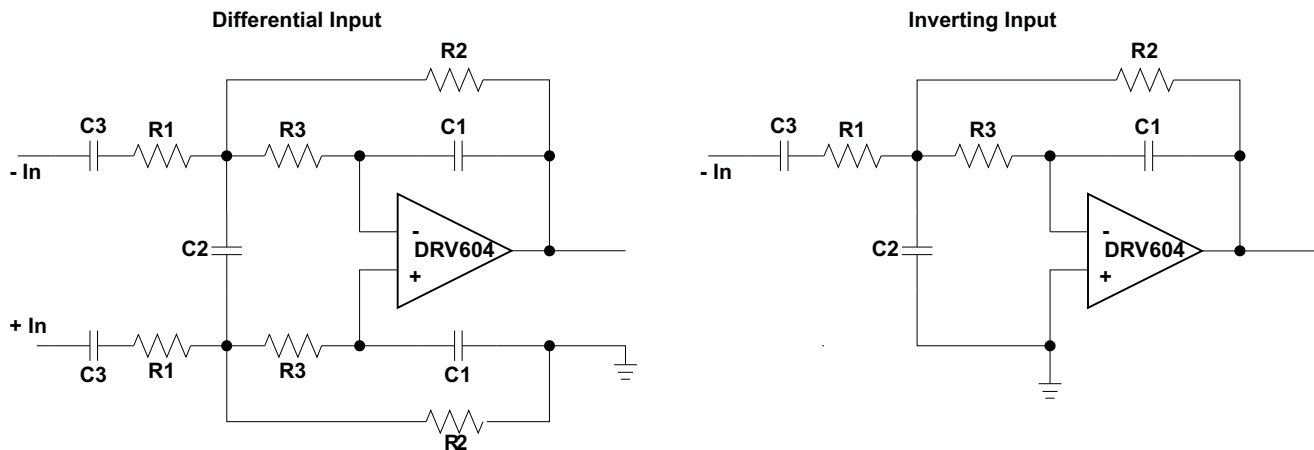 Differential Input
R2
C3
R1
R3
C1
- In
C2
-
DRV604
+
+ In
C3
R1
R3
C1
R2
Inverting Input
R2
C3
R1
R3
C1
- In
C2
-
DRV604
+